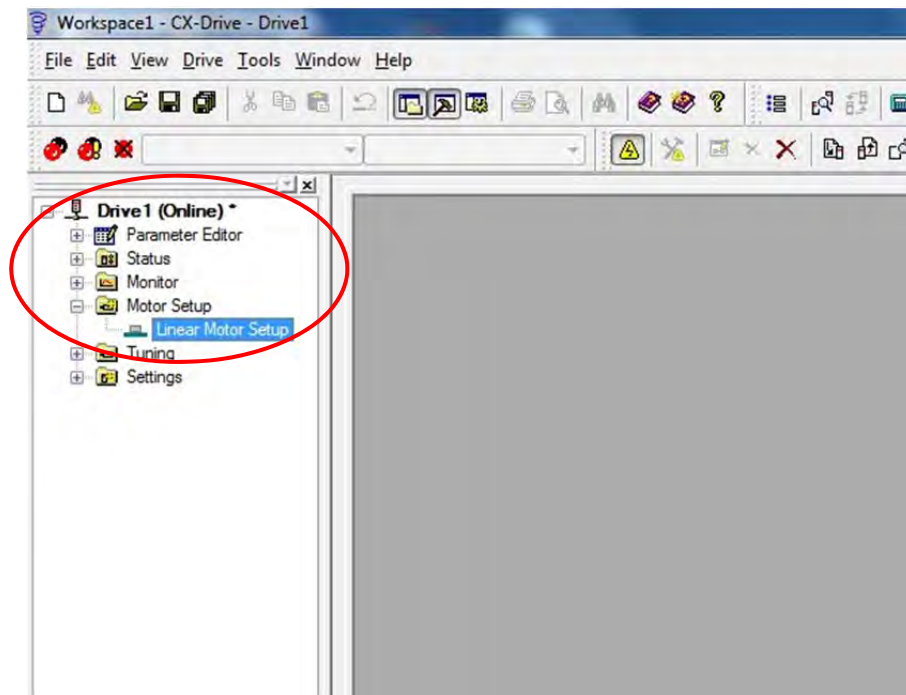 Workspace1 - CX-Drive - Drive1
File Edit View Drive Tools Window Help
Drive1 (Online) *
Parameter Editor
Status
Monitor
Motor Setup
Linear Motor Setup
Tuning
Settings